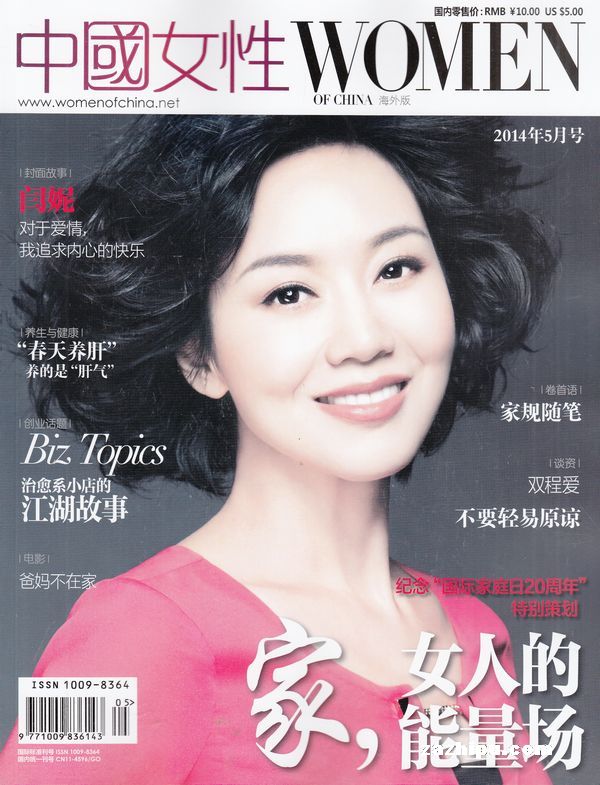 国内零售价:RMB ¥10.00 US $5.00
中國女性 WOMEN
OF CHINA 海外版
www.womenofchina.net
2014年5月号
封面故事
闫妮
对于爱情,
我追求内心的快乐
养生与健康
“春天养肝”
养的是“肝气”
卷首语
家规随笔
创业话题
Biz Topics
治愈系小店的
江湖故事
谈资
双程爱
不要轻易原谅
电影
爸妈不在家
纪念“国际家庭日20周年”
特别策划
家,女人的
能量场
zazhipu.com
ISSN 1009-8364
05>
9 771009 836143
国际标准刊号 ISSN 1009-8364
国内统一刊号 CN11-4596/GO